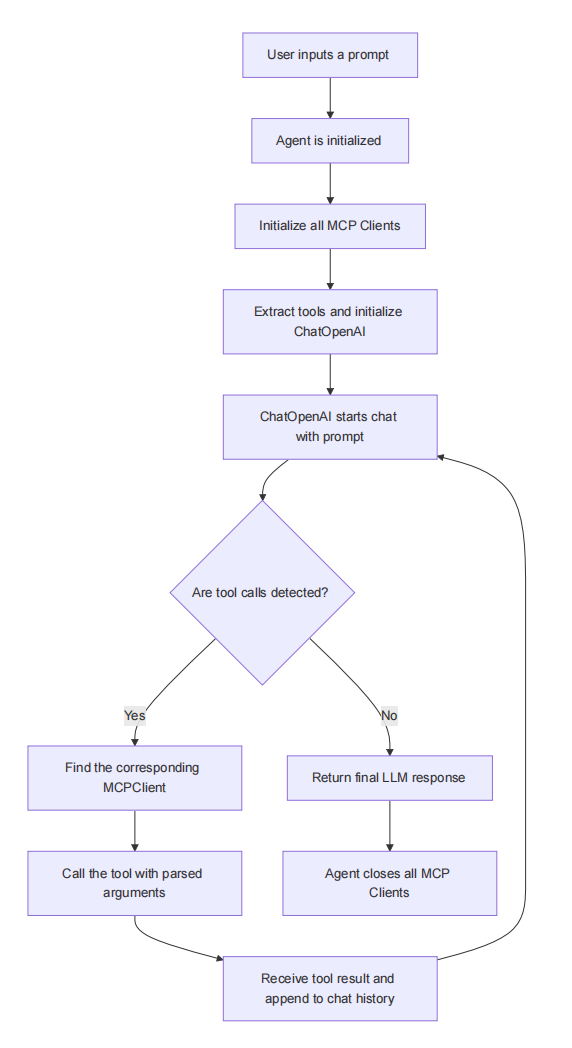 User inputs a prompt
Agent is initialized
Initialize all MCP Clients
Extract tools and initialize
ChatOpenAI
ChatOpenAI starts chat
with prompt
Are tool calls detected?
Yes
No
Find the corresponding
MCPClient
Return final LLM response
Call the tool with parsed
arguments
Agent closes all MCP
Clients
Receive tool result and
append to chat history